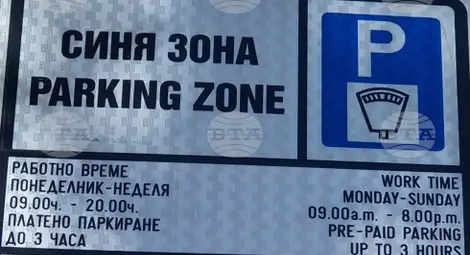 СИНЯ ЗОНА
PARKING ZONE
P
РАБОТНО ВРЕМЕ
ПОНЕДЕЛНИК-НЕДЕЛЯ
09.00ч. - 20.00ч.
ПЛАТЕНО ПАРКИРАНЕ
ДО 3 ЧАСА
WORK TIME
MONDAY-SUNDAY
09.00a.m. - 8.00p.m.
PRE-PAID PARKING
UP TO 3 HOURS
БТА